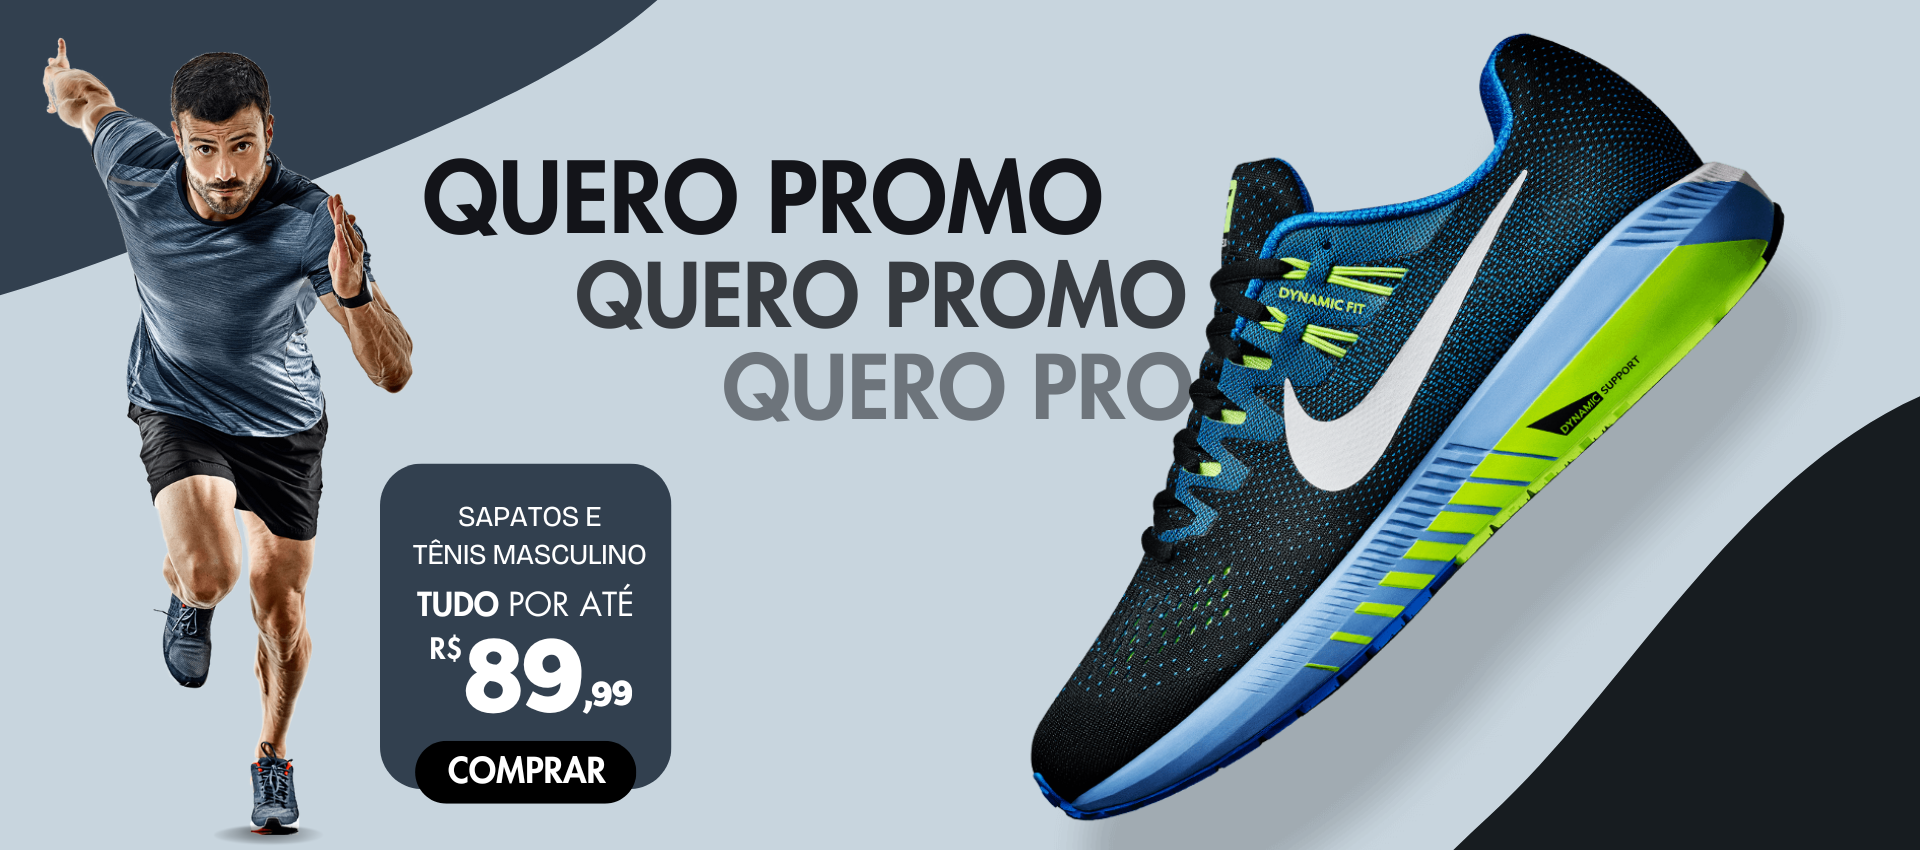 QUERO PROMO
QUERO PROMO
QUERO PRO
DYNAMIC FIT
DYNAMIC SUPPORT
SAPATOS E
TÊNIS MASCULINO
TUDO POR ATÉ
R$ 89,99
COMPRAR